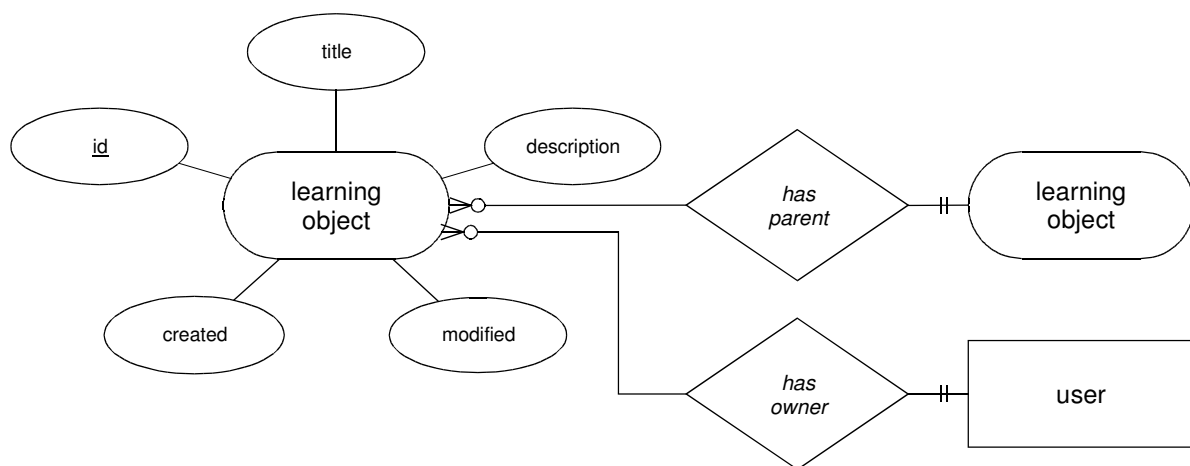 title
id
description
learning
object
has
parent
learning
object
created
modified
has
owner
user